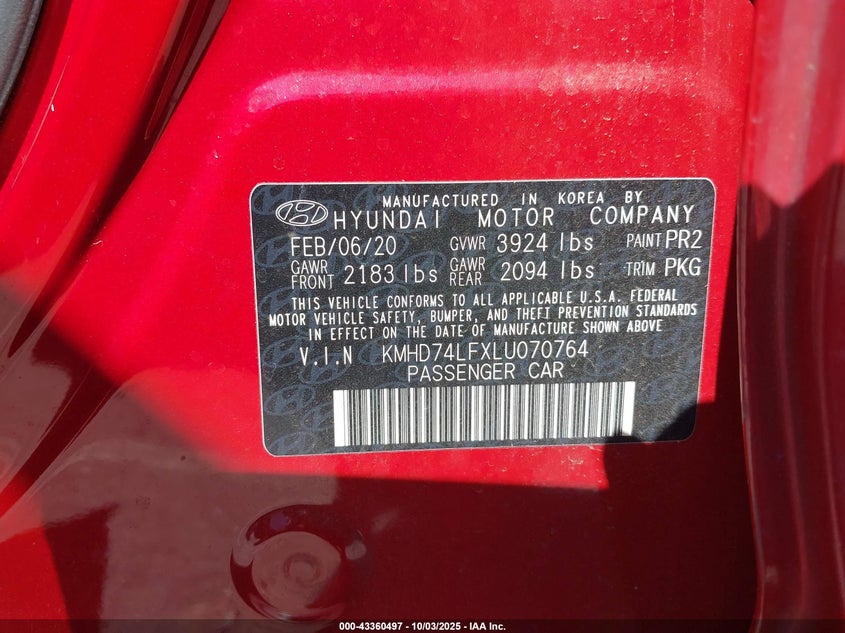 MANUFACTURED IN KOREA BY
HYUNDAI MOTOR COMPANY
FEB/06/20 GVWR 3924 lbs PAINT PR2
GAWR FRONT 2183 lbs GAWR REAR 2094 lbs TRIM PKG
THIS VEHICLE CONFORMS TO ALL APPLICABLE U.S.A. FEDERAL
MOTOR VEHICLE SAFETY, BUMPER, AND THEFT PREVENTION STANDARDS
IN EFFECT ON THE DATE OF MANUFACTURE SHOWN ABOVE
V.I.N KMHD74LFXLU070764
PASSENGER CAR
000-43360497 - 10/03/2025 - IAA Inc.